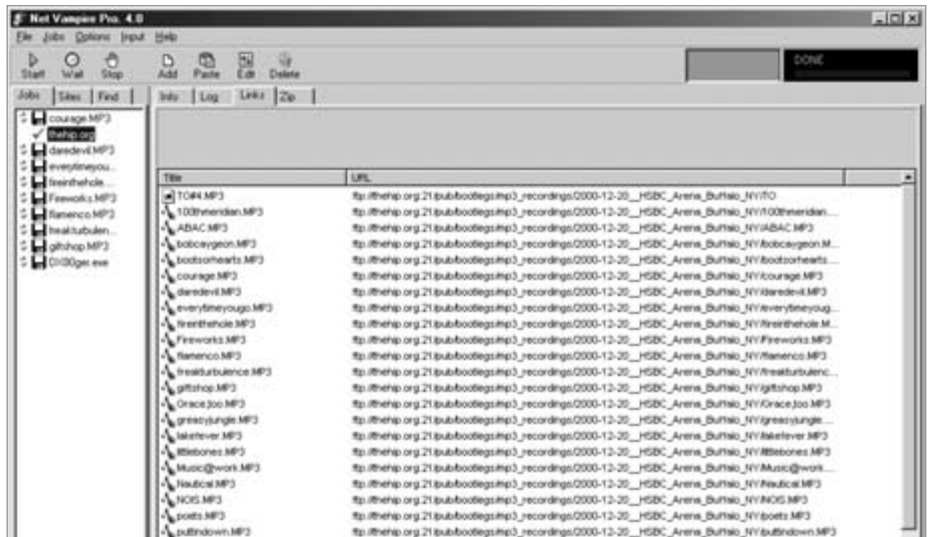 Net Vampire Pro. 4.0
File Jobs Options Input Help
Start Wait Stop Add Paste Edit Delete
DONE
Jobs Sites Find Info Log Links Zip
courage.MP3
thehip.org
daredevil.MP3
everytimeyou...
fireinthehole....
Fireworks.MP3
flamenco.MP3
freakturbulen...
giftshop.MP3
DX80ger.exe
Title URL
TO#4.MP3 ftp://thehip.org:21/pub/bootlegs/mp3_recordings/2000-12-20__HSBC_Arena_Buffalo_NY/TO
100thmeridian.MP3 ftp://thehip.org:21/pub/bootlegs/mp3_recordings/2000-12-20__HSBC_Arena_Buffalo_NY/100thmeridian....
ABAC.MP3 ftp://thehip.org:21/pub/bootlegs/mp3_recordings/2000-12-20__HSBC_Arena_Buffalo_NY/ABAC.MP3
bobcaygeon.MP3 ftp://thehip.org:21/pub/bootlegs/mp3_recordings/2000-12-20__HSBC_Arena_Buffalo_NY/bobcaygeon.M...
bootsorhearts.MP3 ftp://thehip.org:21/pub/bootlegs/mp3_recordings/2000-12-20__HSBC_Arena_Buffalo_NY/bootsorhearts....
courage.MP3 ftp://thehip.org:21/pub/bootlegs/mp3_recordings/2000-12-20__HSBC_Arena_Buffalo_NY/courage.MP3
daredevil.MP3 ftp://thehip.org:21/pub/bootlegs/mp3_recordings/2000-12-20__HSBC_Arena_Buffalo_NY/daredevil.MP3
everytimeyougo.MP3 ftp://thehip.org:21/pub/bootlegs/mp3_recordings/2000-12-20__HSBC_Arena_Buffalo_NY/everytimeyoug...
fireinthehole.MP3 ftp://thehip.org:21/pub/bootlegs/mp3_recordings/2000-12-20__HSBC_Arena_Buffalo_NY/fireinthehole.M...
Fireworks.MP3 ftp://thehip.org:21/pub/bootlegs/mp3_recordings/2000-12-20__HSBC_Arena_Buffalo_NY/Fireworks.MP3
flamenco.MP3 ftp://thehip.org:21/pub/bootlegs/mp3_recordings/2000-12-20__HSBC_Arena_Buffalo_NY/flamenco.MP3
freakturbulence.MP3 ftp://thehip.org:21/pub/bootlegs/mp3_recordings/2000-12-20__HSBC_Arena_Buffalo_NY/freakturbulenc...
giftshop.MP3 ftp://thehip.org:21/pub/bootlegs/mp3_recordings/2000-12-20__HSBC_Arena_Buffalo_NY/giftshop.MP3
Grace,too.MP3 ftp://thehip.org:21/pub/bootlegs/mp3_recordings/2000-12-20__HSBC_Arena_Buffalo_NY/Grace,too.MP3
greasyjungle.MP3 ftp://thehip.org:21/pub/bootlegs/mp3_recordings/2000-12-20__HSBC_Arena_Buffalo_NY/greasyjungle....
lakefever.MP3 ftp://thehip.org:21/pub/bootlegs/mp3_recordings/2000-12-20__HSBC_Arena_Buffalo_NY/lakefever.MP3
littlebones.MP3 ftp://thehip.org:21/pub/bootlegs/mp3_recordings/2000-12-20__HSBC_Arena_Buffalo_NY/littlebones.MP3
Music@work.MP3 ftp://thehip.org:21/pub/bootlegs/mp3_recordings/2000-12-20__HSBC_Arena_Buffalo_NY/Music@work....
Nautical.MP3 ftp://thehip.org:21/pub/bootlegs/mp3_recordings/2000-12-20__HSBC_Arena_Buffalo_NY/Nautical.MP3
NOIS.MP3 ftp://thehip.org:21/pub/bootlegs/mp3_recordings/2000-12-20__HSBC_Arena_Buffalo_NY/NOIS.MP3
poets.MP3 ftp://thehip.org:21/pub/bootlegs/mp3_recordings/2000-12-20__HSBC_Arena_Buffalo_NY/poets.MP3
puttindown.MP3 ftp://thehip.org:21/pub/bootlegs/mp3_recordings/2000-12-20__HSBC_Arena_Buffalo_NY/puttindown.MP3